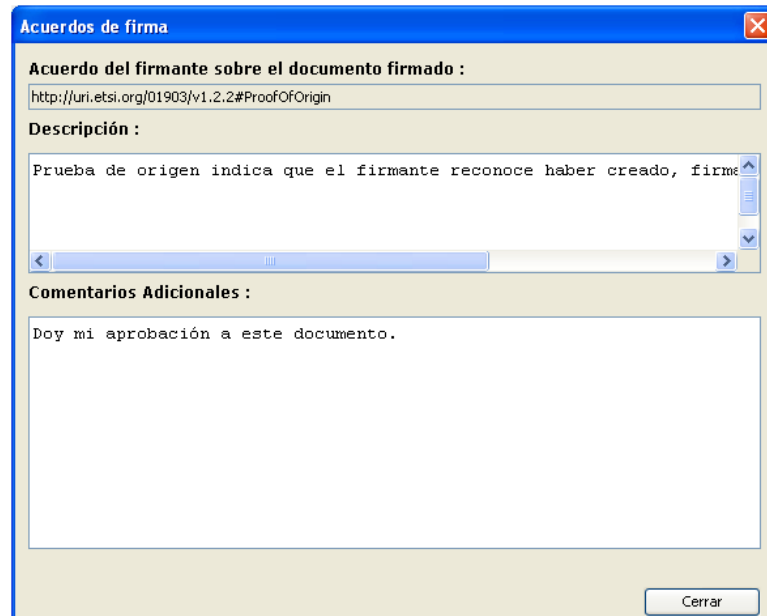 Acuerdos de firma
Acuerdo del firmante sobre el documento firmado :
http://uri.etsi.org/01903/v1.2.2#ProofOfOrigin
Descripción :
Prueba de origen indica que el firmante reconoce haber creado, firma
Comentarios Adicionales :
Doy mi aprobación a este documento.
Cerrar